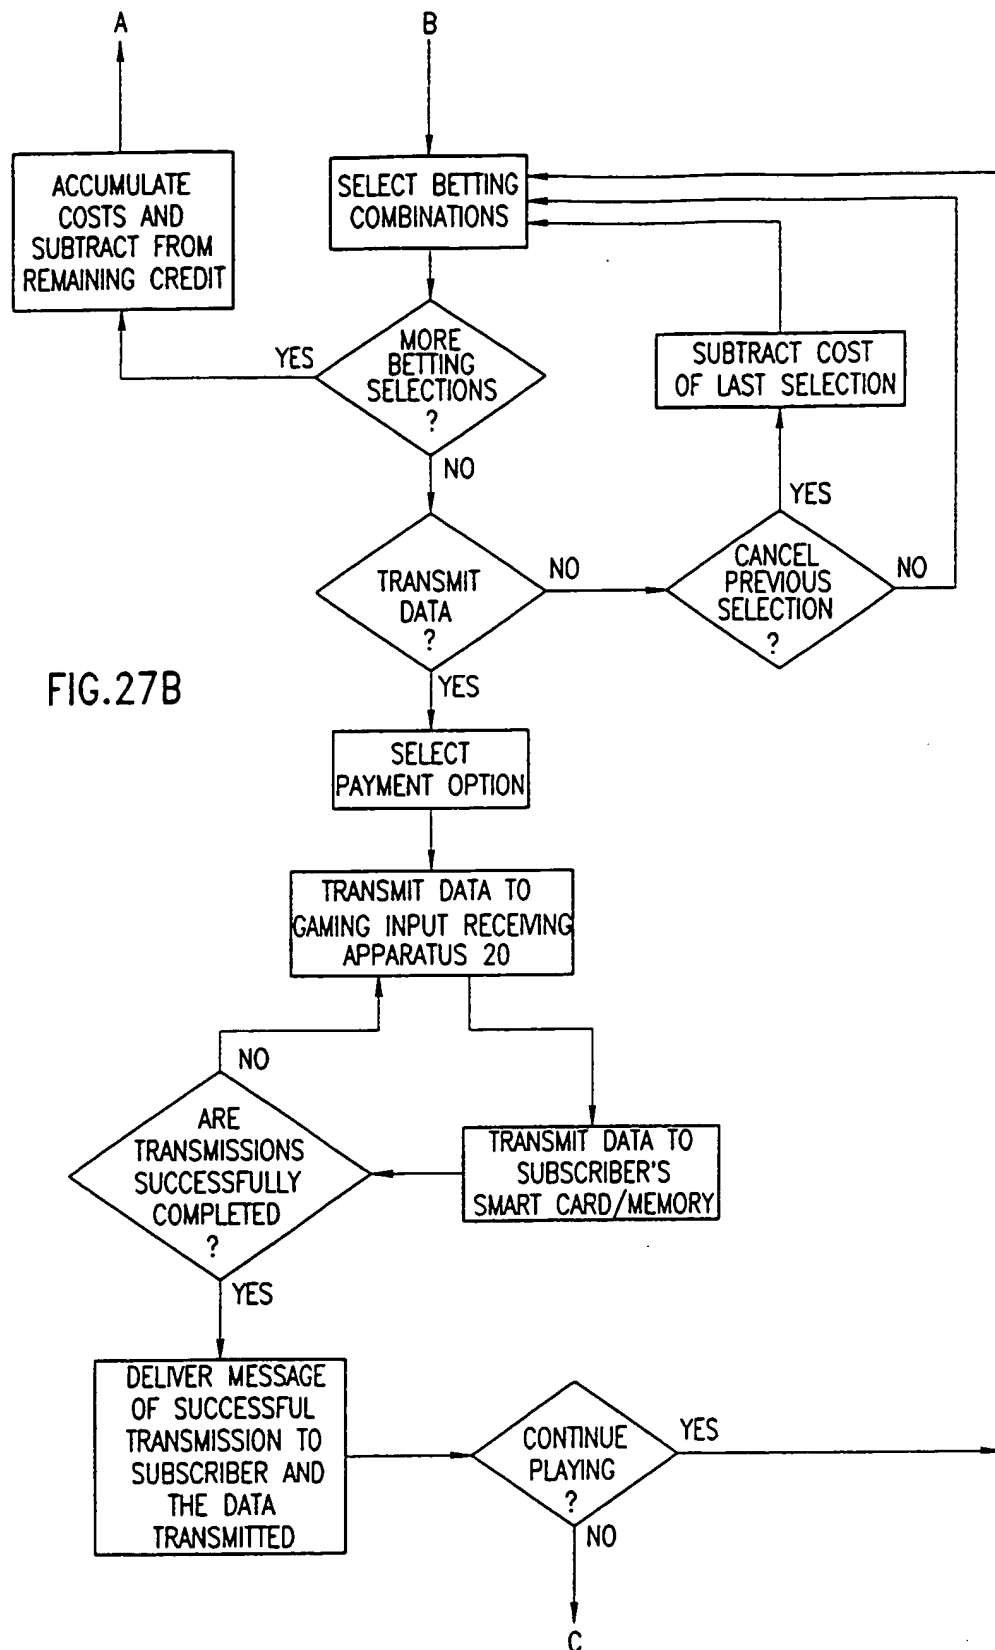 A
B
ACCUMULATE
COSTS AND
SUBTRACT FROM
REMAINING CREDIT
SELECT BETTING
COMBINATIONS
YES
MORE
BETTING
SELECTIONS
?
SUBTRACT COST
OF LAST SELECTION
NO
YES
TRANSMIT
DATA
?
NO
CANCEL
PREVIOUS
SELECTION
?
NO
FIG.27B
YES
SELECT
PAYMENT OPTION
TRANSMIT DATA TO
GAMING INPUT RECEIVING
APPARATUS 20
NO
ARE
TRANSMISSIONS
SUCCESSFULLY
COMPLETED
?
TRANSMIT DATA TO
SUBSCRIBER'S
SMART CARD/MEMORY
YES
DELIVER MESSAGE
OF SUCCESSFUL
TRANSMISSION TO
SUBSCRIBER AND
THE DATA
TRANSMITTED
CONTINUE
PLAYING
?
YES
NO
C